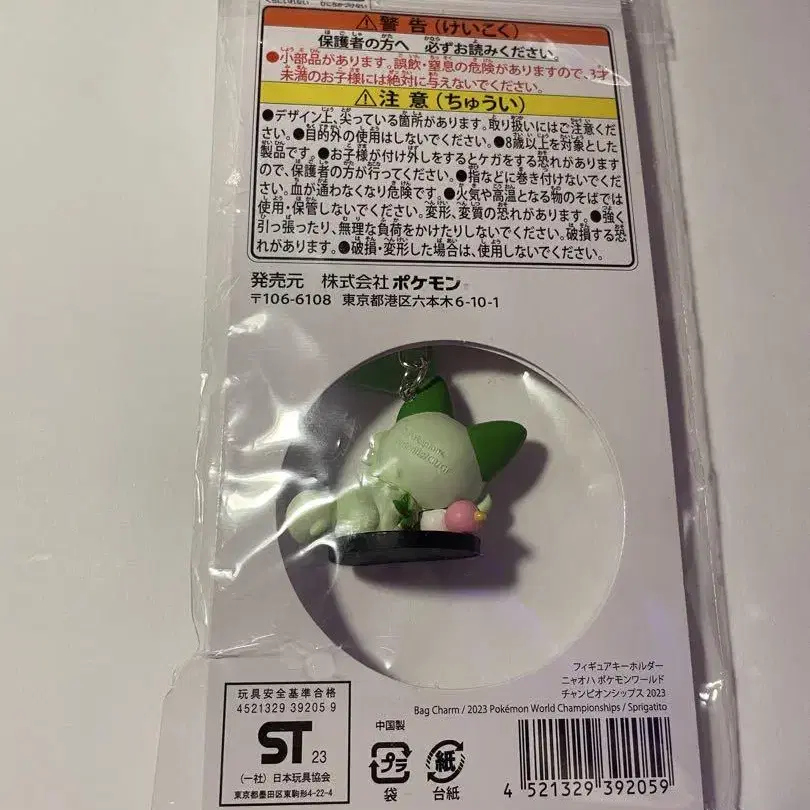 くちにいれない ひにちかづけない
⚠警告(けいこく)
保護者の方へ 必ずお読みください。
●小部品があります。誤飲・窒息の危険がありますので、3才
未満のお子様には絶対に与えないでください。
⚠注意(ちゅうい)
●デザイン上、尖っている箇所があります。取り扱いにはご注意くだ
さい。●目的外の使用はしないでください。●8歳以上を対象とした
製品です。●お子様が付け外しをするとケガをする恐れがあります
ので、保護者の方が行ってください。●指などに巻き付けないでくだ
さい。血が通わなくなり危険です。●火気や高温となる物のそばでは
使用・保管しないでください。変形、変質の恐れがあります。●強く
引っ張ったり、無理な負荷をかけたりしないでください。破損する恐
れがあります。●破損・変形した場合は、使用しないでください。
発売元 株式会社ポケモン
〒106-6108 東京都港区六本木6-10-1
フィギュアキーホルダー
ニャオハ ポケモンワールド
チャンピオンシップス 2023
Bag Charm / 2023 Pokémon World Championships / Sprigatito
玩具安全基準合格
4521329 39205 9
ST 23
(一社)日本玩具協会
東京都墨田区東駒形4-22-4
中国製
プラ
袋
紙
台紙
4 521329 392059